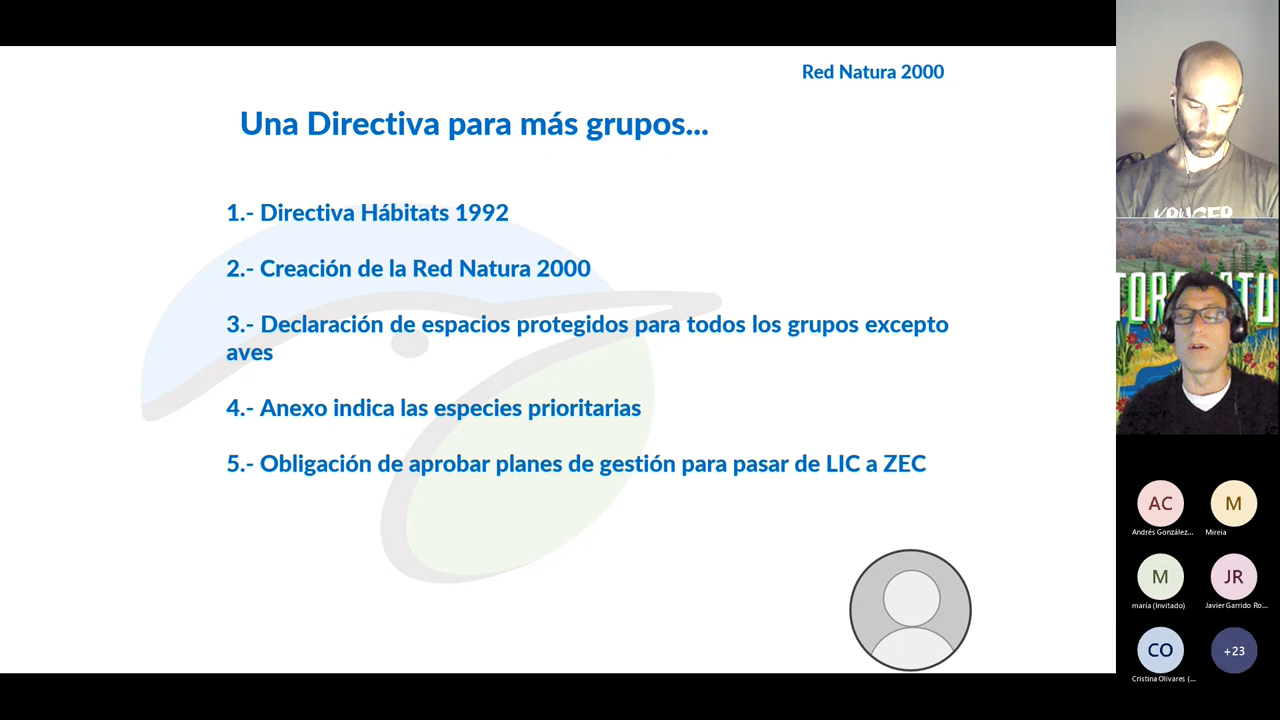 Red Natura 2000
Una Directiva para más grupos...
1.- Directiva Hábitats 1992
2.- Creación de la Red Natura 2000
3.- Declaración de espacios protegidos para todos los grupos excepto
aves
4.- Anexo indica las especies prioritarias
5.- Obligación de aprobar planes de gestión para pasar de LIC a ZEC
KRUGER
AC
M
Andrés González...
Mireia
M
JR
maría (Invitado)
Javier Garrido Ro...
CO
+23
Cristina Olivares (...